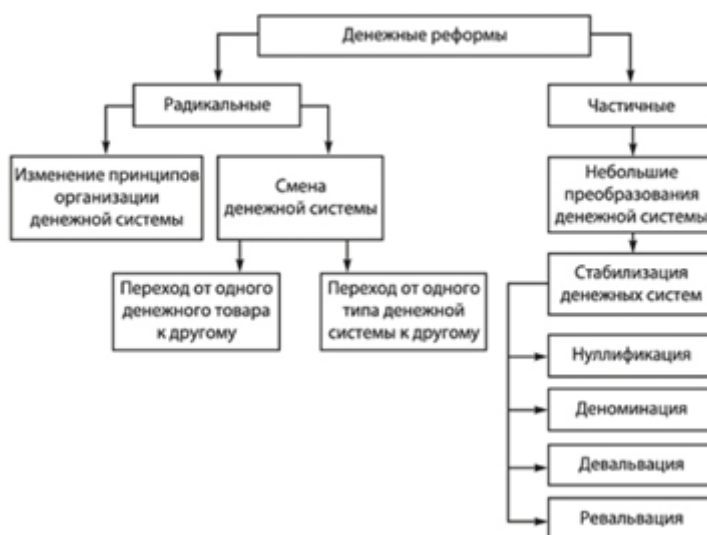 Денежные реформы
Радикальные
Частичные
Изменение принципов
организации
денежной системы
Смена
денежной системы
Небольшие
преобразования
денежной системы
Переход от одного
денежного товара
к другому
Переход от одного
типа денежной
системы к другому
Стабилизация
денежных систем
Нуллификация
Деноминация
Девальвация
Ревальвация